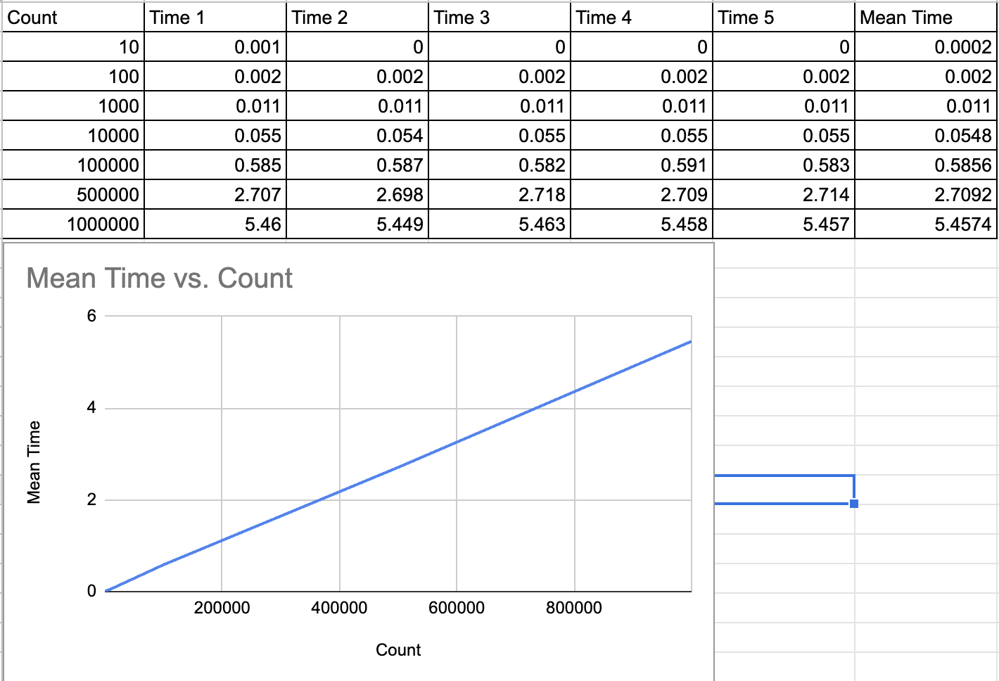 Count Time 1 Time 2 Time 3 Time 4 Time 5 Mean Time
10 0.001 0 0 0 0 0.0002
100 0.002 0.002 0.002 0.002 0.002 0.002
1000 0.011 0.011 0.011 0.011 0.011 0.011
10000 0.055 0.054 0.055 0.055 0.055 0.0548
100000 0.585 0.587 0.582 0.591 0.583 0.5856
500000 2.707 2.698 2.718 2.709 2.714 2.7092
1000000 5.46 5.449 5.463 5.458 5.457 5.4574
Mean Time vs. Count
6
4
2
0
Mean Time
200000 400000 600000 800000
Count